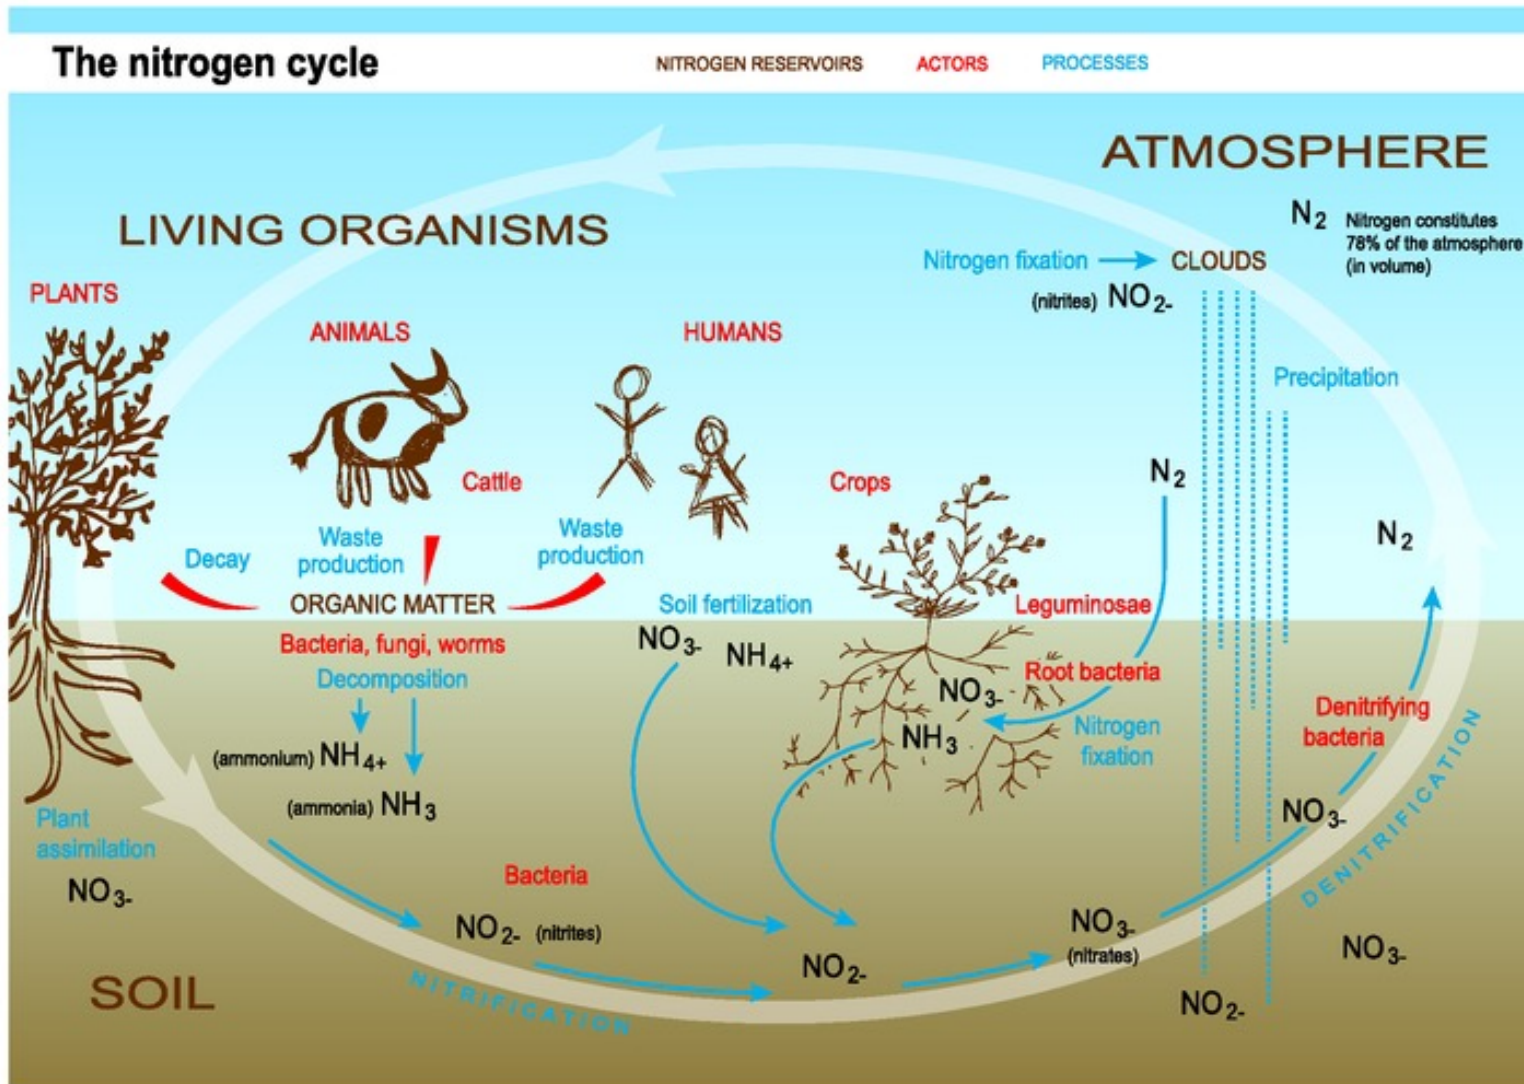 The nitrogen cycle
NITROGEN RESERVOIRS ACTORS PROCESSES
ATMOSPHERE
N2 Nitrogen constitutes
78% of the atmosphere
(in volume)
LIVING ORGANISMS
Nitrogen fixation CLOUDS
(nitrites) NO2-
PLANTS
ANIMALS
HUMANS
Precipitation
Cattle
Crops
N2
N2
Decay
Waste
production
Waste
production
ORGANIC MATTER
Soil fertilization
Leguminosae
Bacteria, fungi, worms
NO3- NH4+
Decomposition
Root bacteria
NO3-
Nitrogen
fixation
NH3
Denitrifying
bacteria
(ammonium) NH4+
(ammonia) NH3
Plant
assimilation
NO3-
NO3-
DENITRIFICATION
Bacteria
NO2- (nitrites)
NO2-
NO3-
(nitrates)
NO3-
SOIL
NITRIFICATION
NO2-